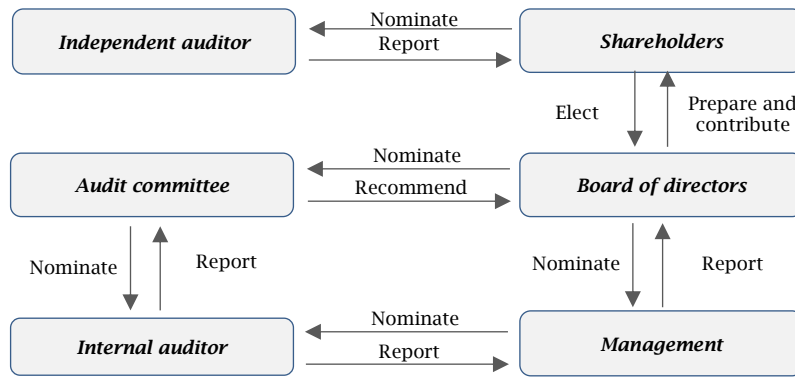 Nominate
Independent auditor
Shareholders
Report
Elect
Prepare and
contribute
Nominate
Audit committee
Board of directors
Recommend
Nominate
Report
Nominate
Report
Nominate
Internal auditor
Management
Report